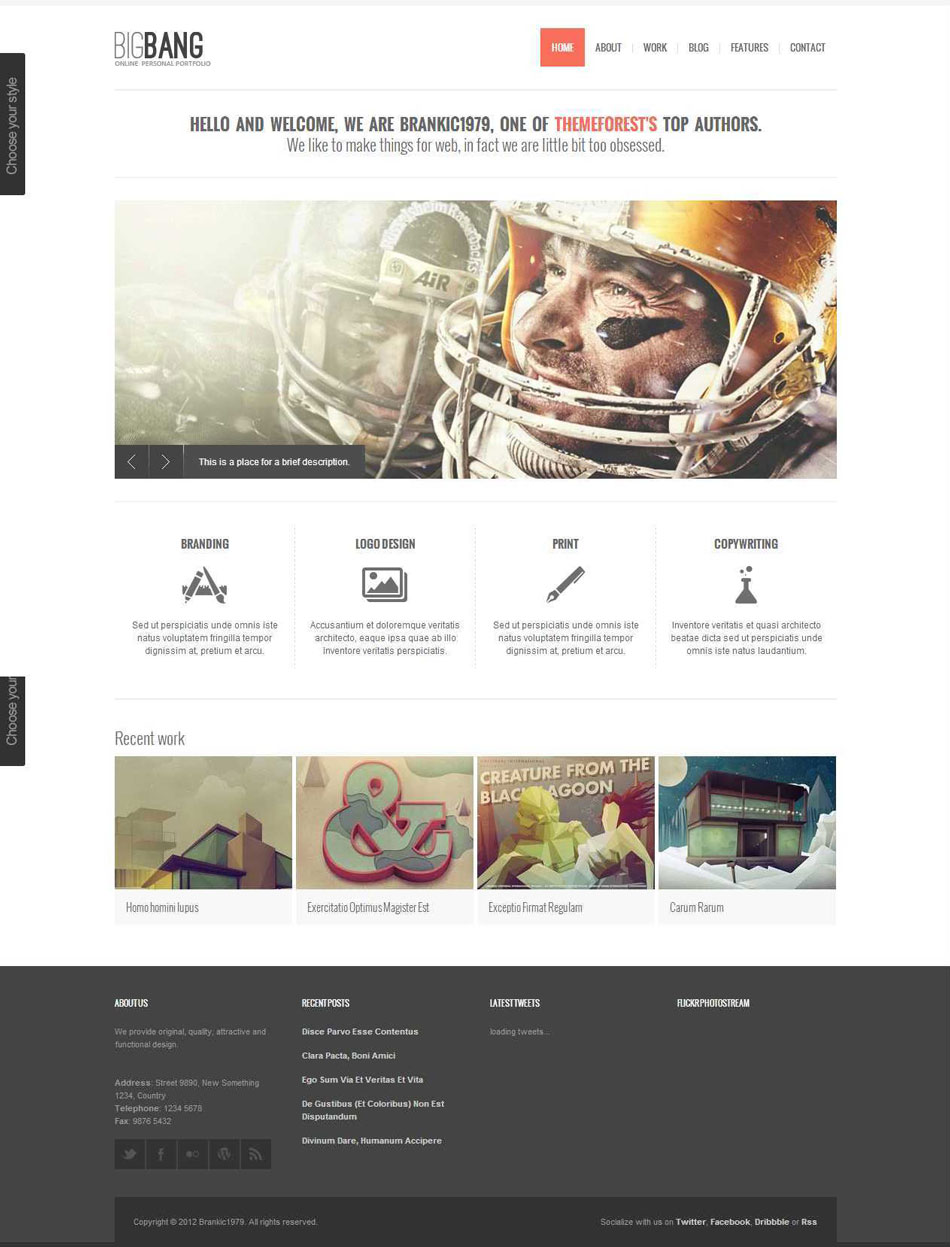 BIGBANG
ONLINE PERSONAL PORTFOLIO
HOME
ABOUT
WORK
BLOG
FEATURES
CONTACT
Choose your style
HELLO AND WELCOME, WE ARE BRANKIC1979, ONE OF THEMEFOREST'S TOP AUTHORS.
We like to make things for web, in fact we are little bit too obsessed.
AiR
This is a place for a brief description.
BRANDING
Sed ut perspiciatis unde omnis iste
natus voluptatem fringilla tempor
dignissim at, pretium et arcu.
LOGO DESIGN
Accusantium et doloremque veritatis
architecto, eaque ipsa quae ab illo
inventore veritatis perspiciatis.
PRINT
Sed ut perspiciatis unde omnis iste
natus voluptatem fringilla tempor
dignissim at, pretium et arcu.
COPYWRITING
Inventore veritatis et quasi architecto
beatae dicta sed ut perspiciatis unde
omnis iste natus laudantium.
Choose your
Recent work
&
CREATURE FROM THE
BLACK LAGOON
Homo homini lupus
Exercitatio Optimus Magister Est
Exceptio Firmat Regulam
Carum Rarum
ABOUT US
We provide original, quality, attractive and
functional design.
Address: Street 9890, New Something
1234, Country
Telephone: 1234 5678
Fax: 9876 5432
RECENT POSTS
Disce Parvo Esse Contentus
Clara Pacta, Boni Amici
Ego Sum Via Et Veritas Et Vita
De Gustibus (Et Coloribus) Non Est
Disputandum
Divinum Dare, Humanum Accipere
LATEST TWEETS
loading tweets...
FLICKR PHOTOSTREAM
Copyright © 2012 Brankic1979. All rights reserved.
Socialize with us on Twitter, Facebook, Dribbble or Rss